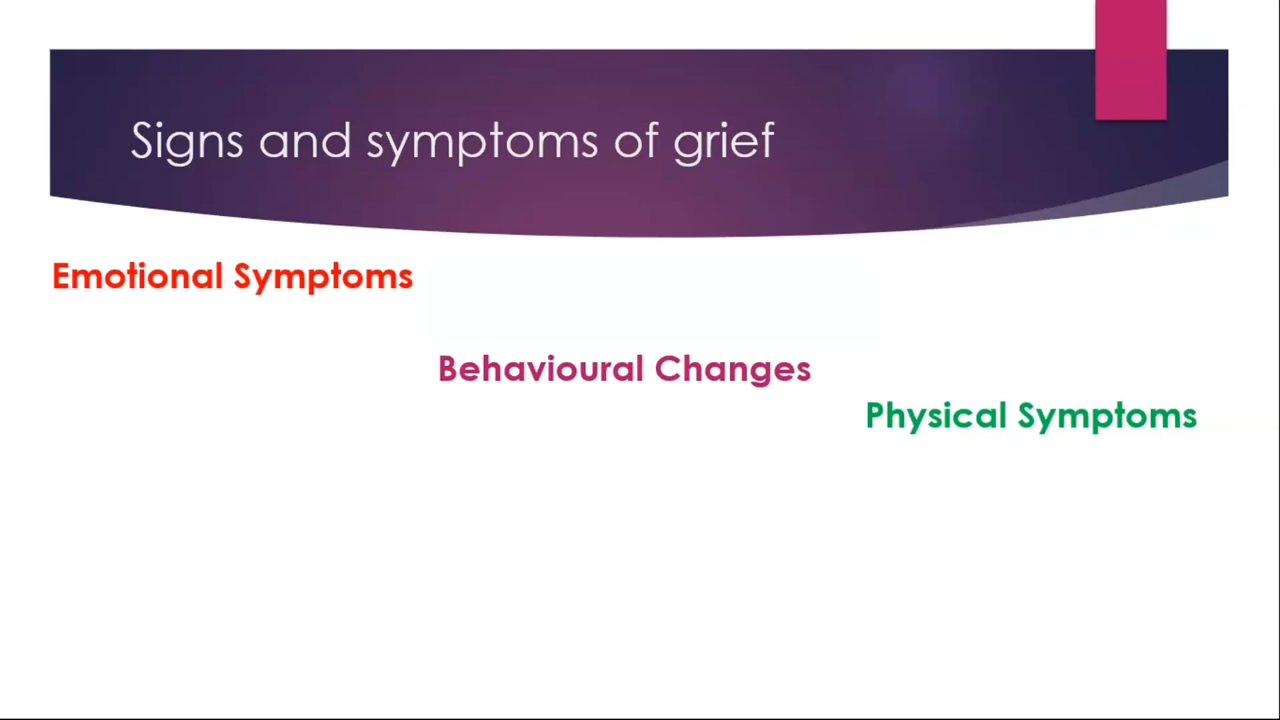 Signs and symptoms of grief
Emotional Symptoms
Behavioural Changes
Physical Symptoms